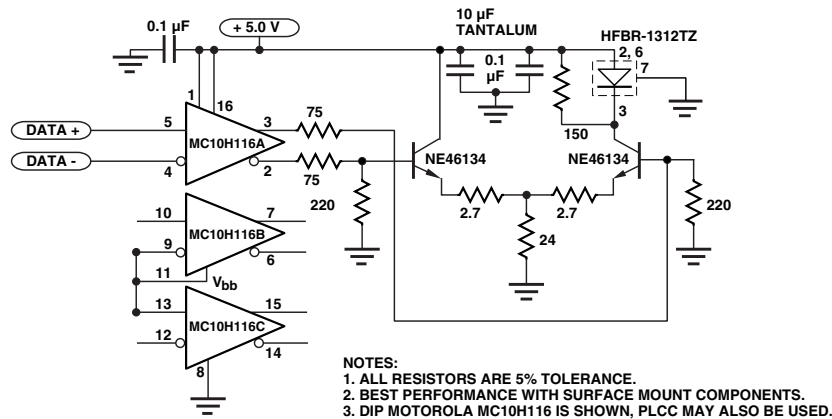 10 µF
TANTALUM
0.1 µF
+ 5.0 V
HFBR-1312TZ
2, 6
7
0.1
µF
1
16
3
5
3
75
150
DATA +
MC10H116A
DATA -
4
2
75
NE46134
NE46134
220
2.7
2.7
220
10
7
24
MC10H116B
9
6
11
Vbb
13
15
MC10H116C
12
14
8
NOTES:
1. ALL RESISTORS ARE 5% TOLERANCE.
2. BEST PERFORMANCE WITH SURFACE MOUNT COMPONENTS.
3. DIP MOTOROLA MC10H116 IS SHOWN, PLCC MAY ALSO BE USED.